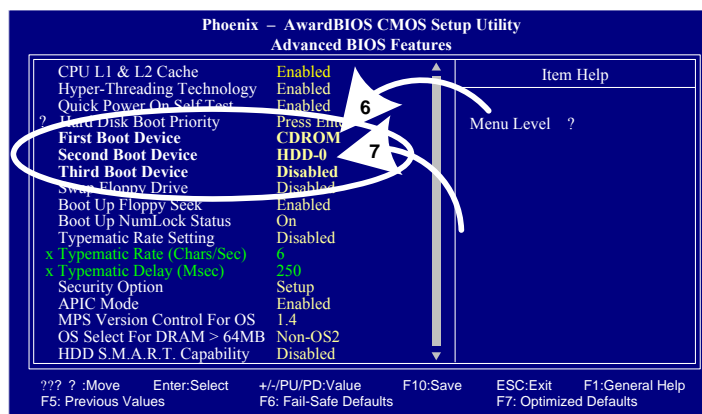 Phoenix – AwardBIOS CMOS Setup Utility
Advanced BIOS Features
CPU L1 & L2 Cache Enabled
Hyper-Threading Technology Enabled
Quick Power On Self Test Enabled
? Hard Disk Boot Priority Press
First Boot Device CDROM
Second Boot Device HDD-0
Third Boot Device Disabled
Swap Floppy Drive Disabled
Boot Up Floppy Seek Enabled
Boot Up NumLock Status On
Typematic Rate Setting Disabled
x Typematic Rate (Chars/Sec) 6
x Typematic Delay (Msec) 250
Security Option Setup
APIC Mode Enabled
MPS Version Control For OS 1.4
OS Select For DRAM > 64MB Non-OS2
HDD S.M.A.R.T. Capability Disabled
6
7
Item Help
Menu Level ?
??? ? :Move Enter:Select +/-/PU/PD:Value F10:Save ESC:Exit F1:General Help
F5: Previous Values F6: Fail-Safe Defaults F7: Optimized Defaults